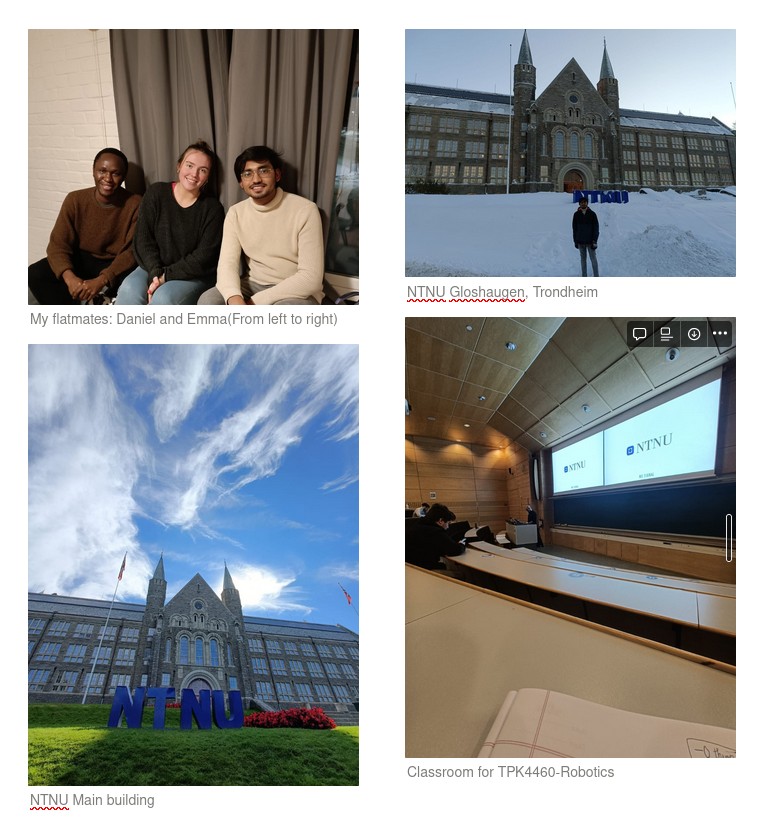 My flatmates: Daniel and Emma(From left to right)
NTNU
NTNU Main building
NTNU
NTNU Gloshaugen, Trondheim
NTNU
NTNU
Classroom for TPK4460-Robotics